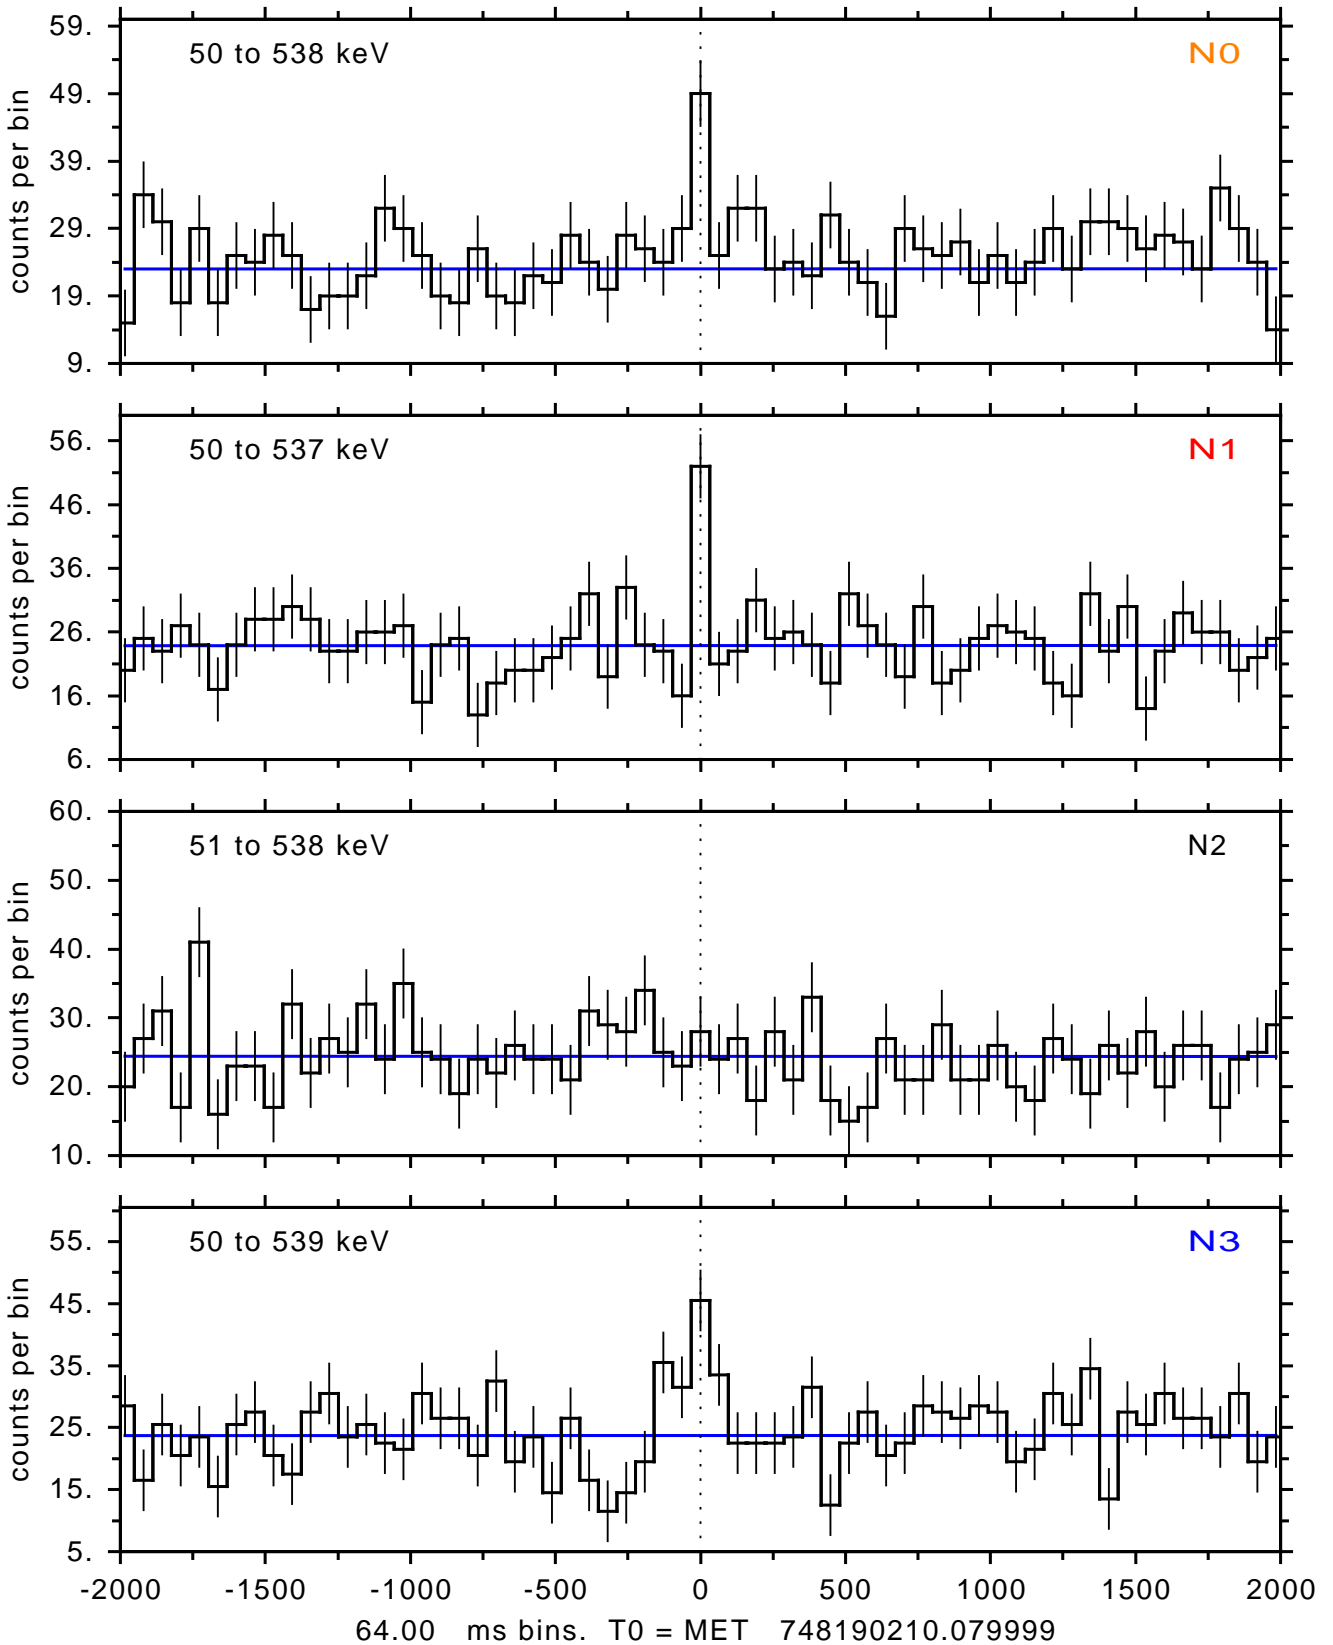 50 to 538 keV N0
59.
49.
39.
29.
19.
9.
counts per bin
50 to 537 keV N1
56.
46.
36.
26.
16.
6.
counts per bin
51 to 538 keV N2
60.
50.
40.
30.
20.
10.
counts per bin
50 to 539 keV N3
55.
45.
35.
25.
15.
5.
counts per bin
-2000 -1500 -1000 -500 0 500 1000 1500 2000
64.00 ms bins. T0 = MET 748190210.079999